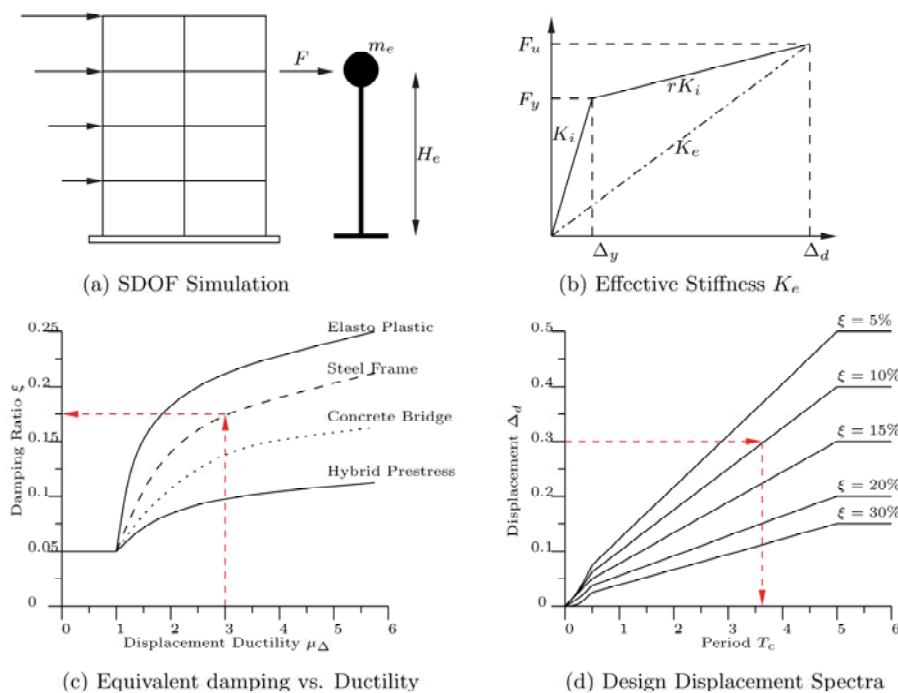 F
m_e
H_e
(a) SDOF Simulation
F_u
F_y
rK_i
K_i
K_e
Δ_y
Δ_d
(b) Effective Stiffness K_e
Damping Ratio ξ
0.25
0.2
0.15
0.1
0.05
0
Elasto Plastic
Steel Frame
Concrete Bridge
Hybrid Prestress
0 1 2 3 4 5 6
Displacement Ductility μ_Δ
(c) Equivalent damping vs. Ductility
Displacement Δ_d
0.5
0.4
0.3
0.2
0.1
0
ξ = 5%
ξ = 10%
ξ = 15%
ξ = 20%
ξ = 30%
0 1 2 3 4 5 6
Period T_c
(d) Design Displacement Spectra